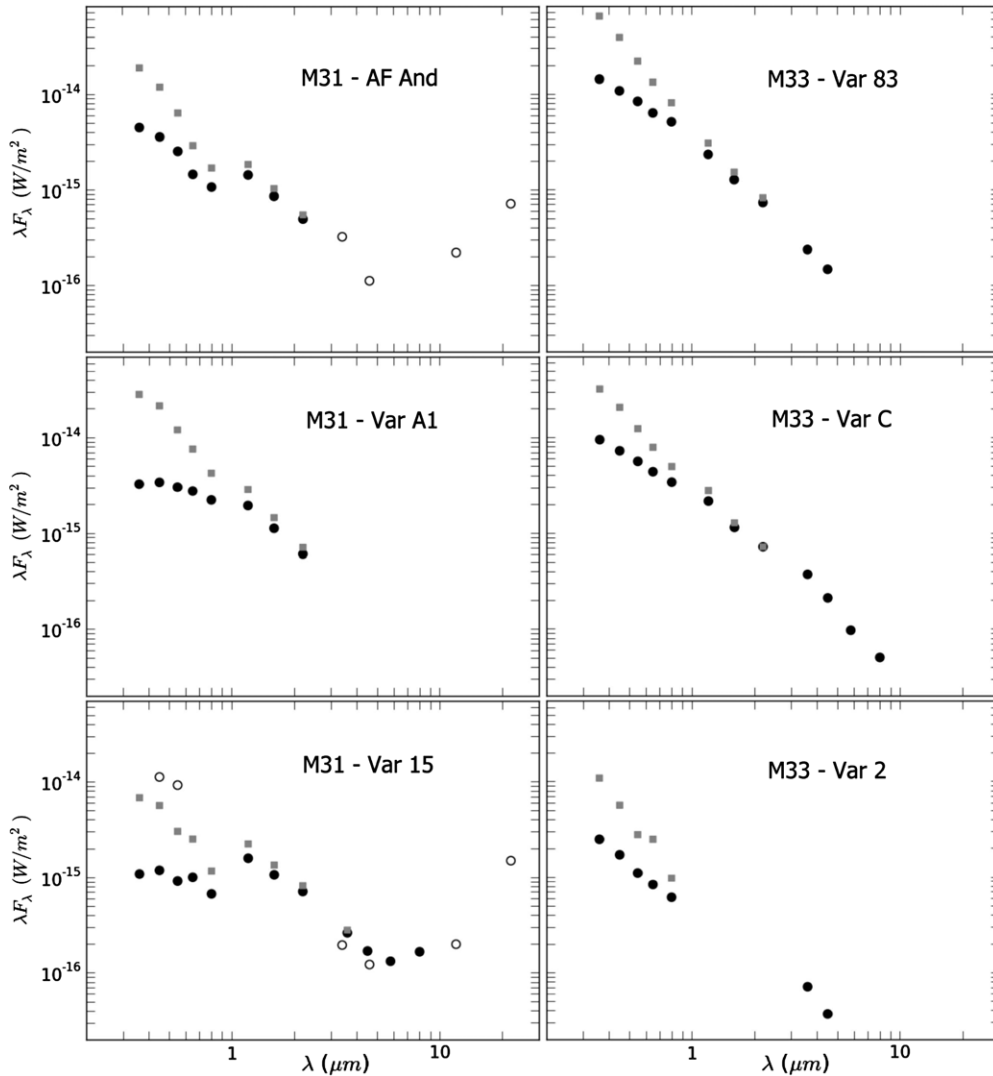 M31 - AF And
M33 - Var 83
10⁻¹⁴
10⁻¹⁵
10⁻¹⁶
λF_λ (W/m²)
M31 - Var A1
M33 - Var C
10⁻¹⁴
10⁻¹⁵
10⁻¹⁶
λF_λ (W/m²)
M31 - Var 15
M33 - Var 2
10⁻¹⁴
10⁻¹⁵
10⁻¹⁶
λF_λ (W/m²)
1 10
1 10
λ (μm)
λ (μm)